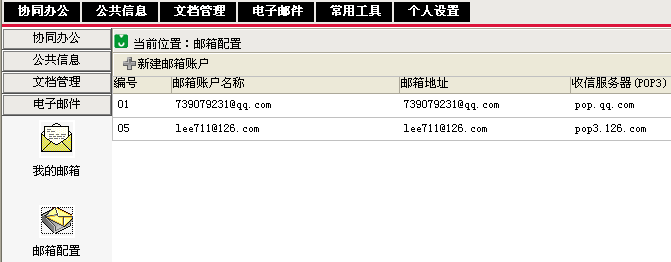 协同办公 公共信息 文档管理 电子邮件 常用工具 个人设置
协同办公
公共信息
文档管理
电子邮件
我的邮箱
邮箱配置
当前位置：邮箱配置
新建邮箱账户
编号 邮箱账户名称 邮箱地址 收信服务器(POP3)
01 739079231@qq.com 739079231@qq.com pop.qq.com
05 lee711@126.com lee711@126.com pop3.126.com